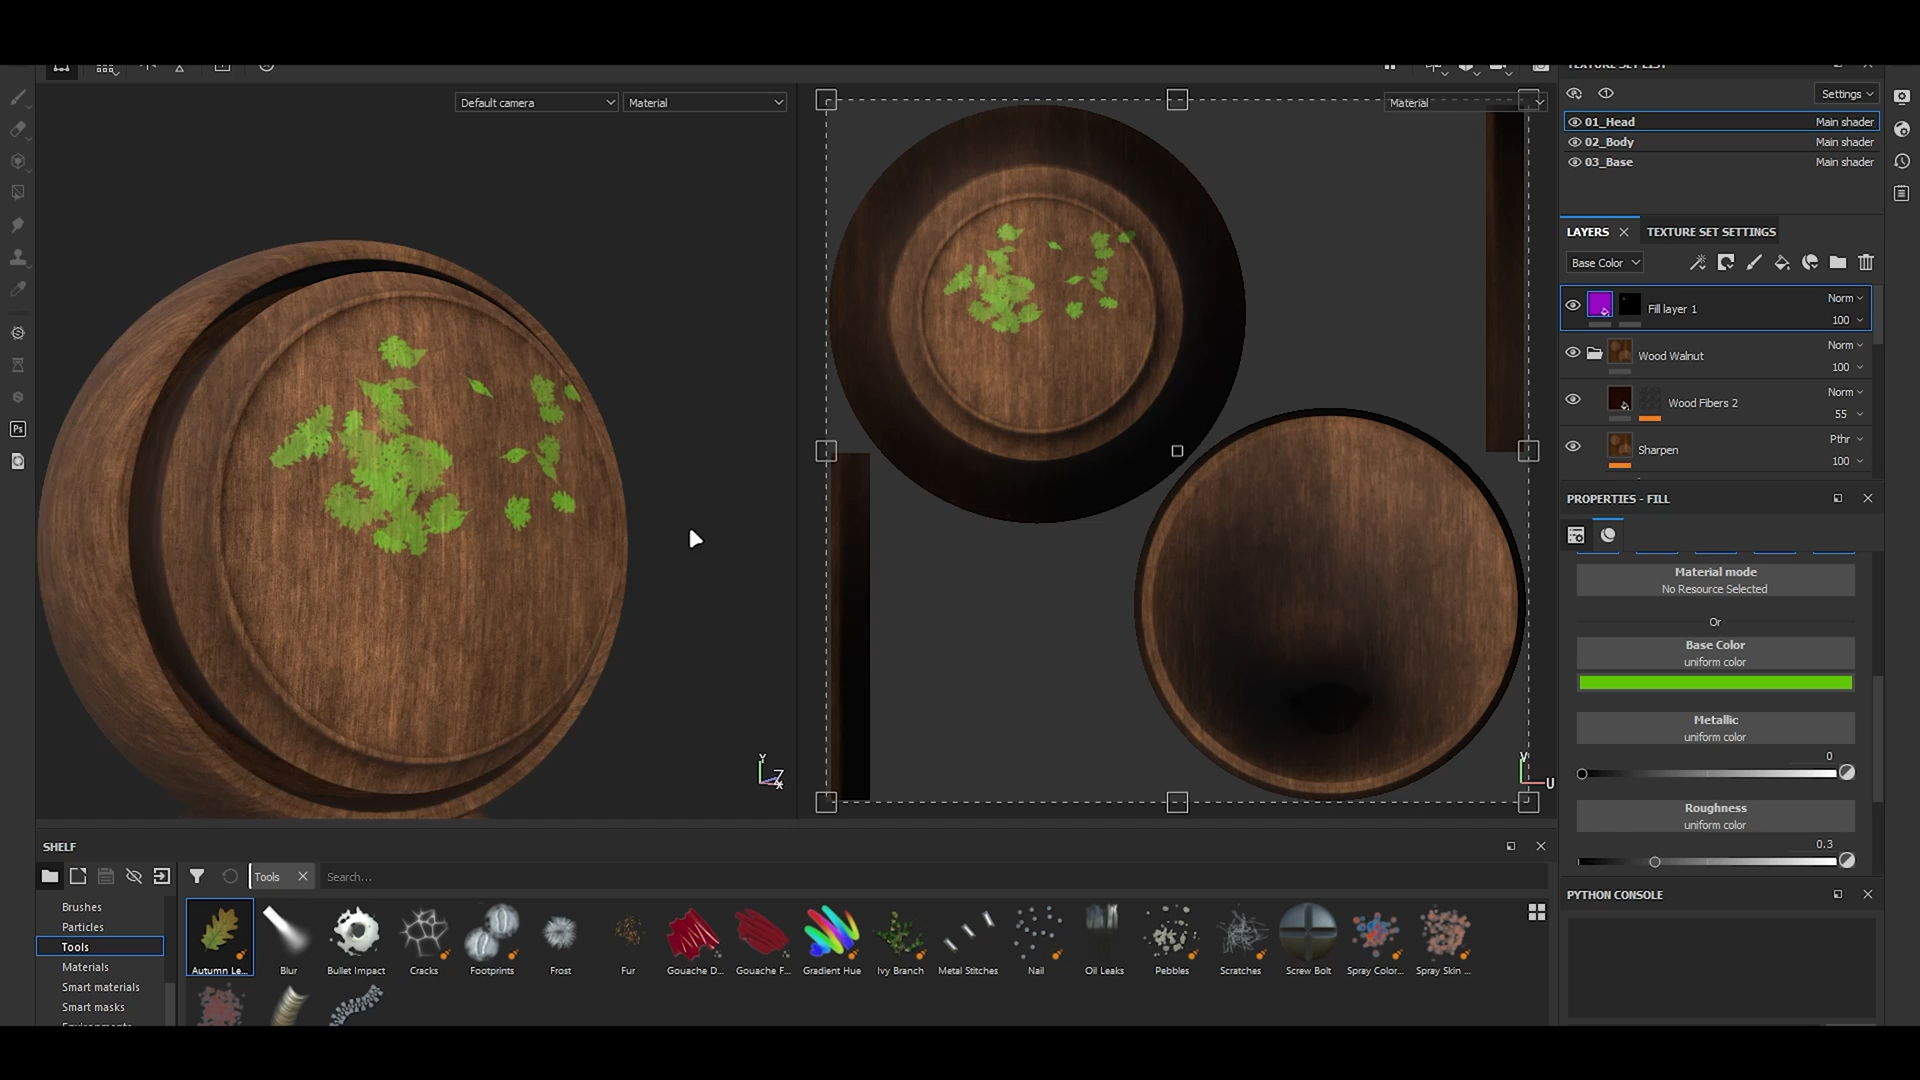 TEXTURE SET LIST
Default camera
Material
Material
Settings
01_Head
Main shader
02_Body
Main shader
03_Base
Main shader
LAYERS
TEXTURE SET SETTINGS
Base Color
Fill layer 1
Norm
100
Wood Walnut
Norm
100
Wood Fibers 2
Norm
55
Sharpen
Pthr
100
PROPERTIES - FILL
Material mode
No Resource Selected
Or
Base Color
uniform color
Metallic
uniform color
0
Roughness
uniform color
0.3
PYTHON CONSOLE
Y
Z
X
V
U
Ps
SHELF
Tools
Search...
Brushes
Particles
Tools
Materials
Smart materials
Smart masks
Environments
Autumn Le...
Blur
Bullet Impact
Cracks
Footprints
Frost
Fur
Gouache D...
Gouache F...
Gradient Hue
Ivy Branch
Metal Stitches
Nail
Oil Leaks
Pebbles
Scratches
Screw Bolt
Spray Color...
Spray Skin ...